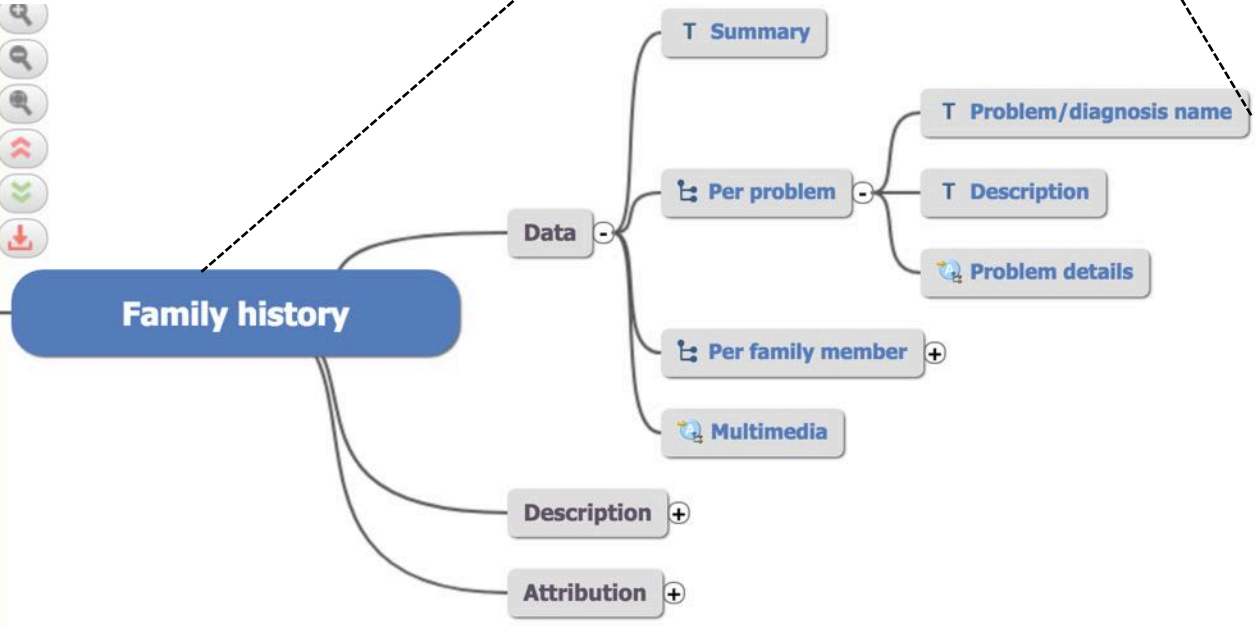 T Summary
T Problem/diagnosis name
Per problem -
T Description
Data -
Problem details
Family history
Per family member +
Multimedia
Description +
Attribution +